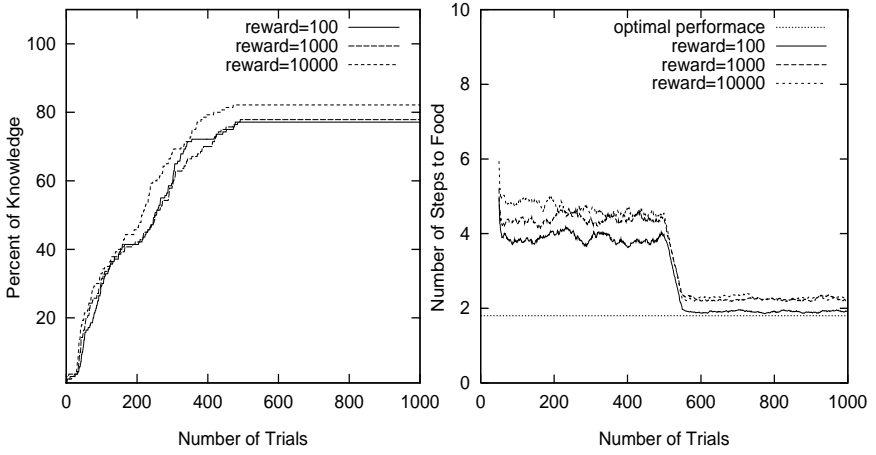 100
80
60
40
20
0
200
400
600
800
1000
Percent of Knowledge
Number of Trials
reward=100
reward=1000
reward=10000
10
8
6
4
2
0
0
200
400
600
800
1000
Number of Steps to Food
Number of Trials
optimal performace
reward=100
reward=1000
reward=10000